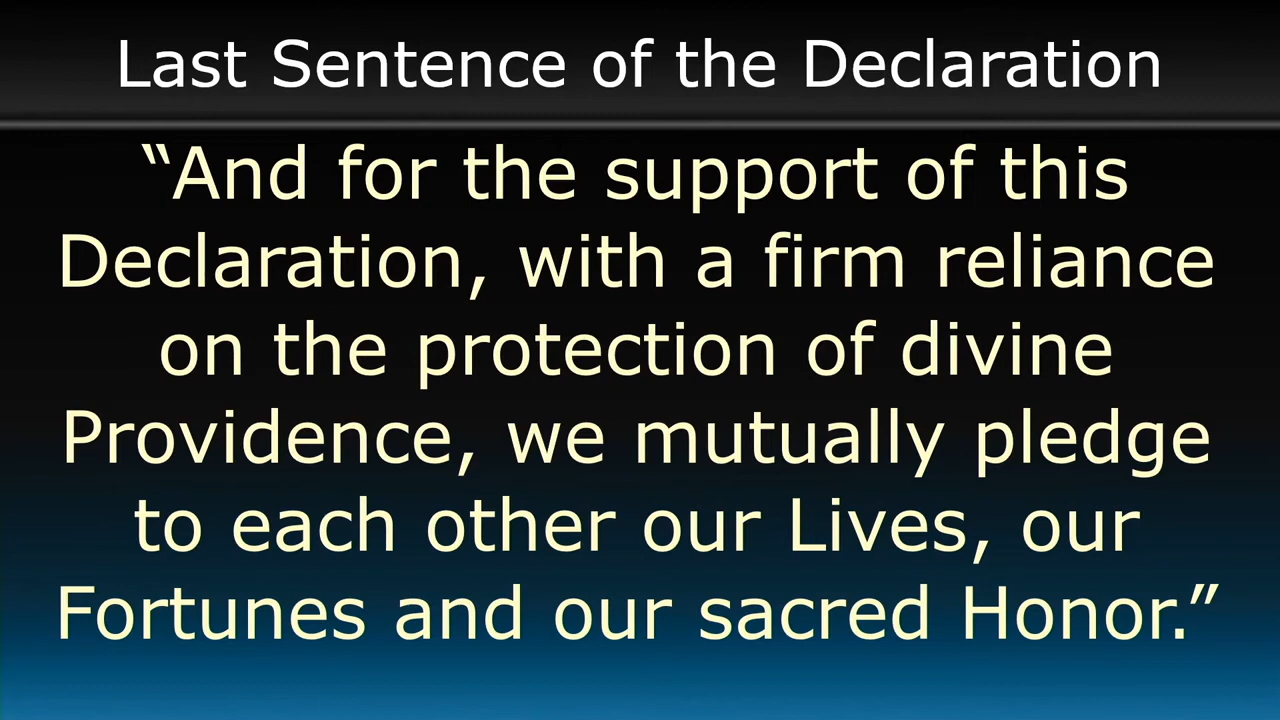 Last Sentence of the Declaration
“And for the support of this
Declaration, with a firm reliance
on the protection of divine
Providence, we mutually pledge
to each other our Lives, our
Fortunes and our sacred Honor.”